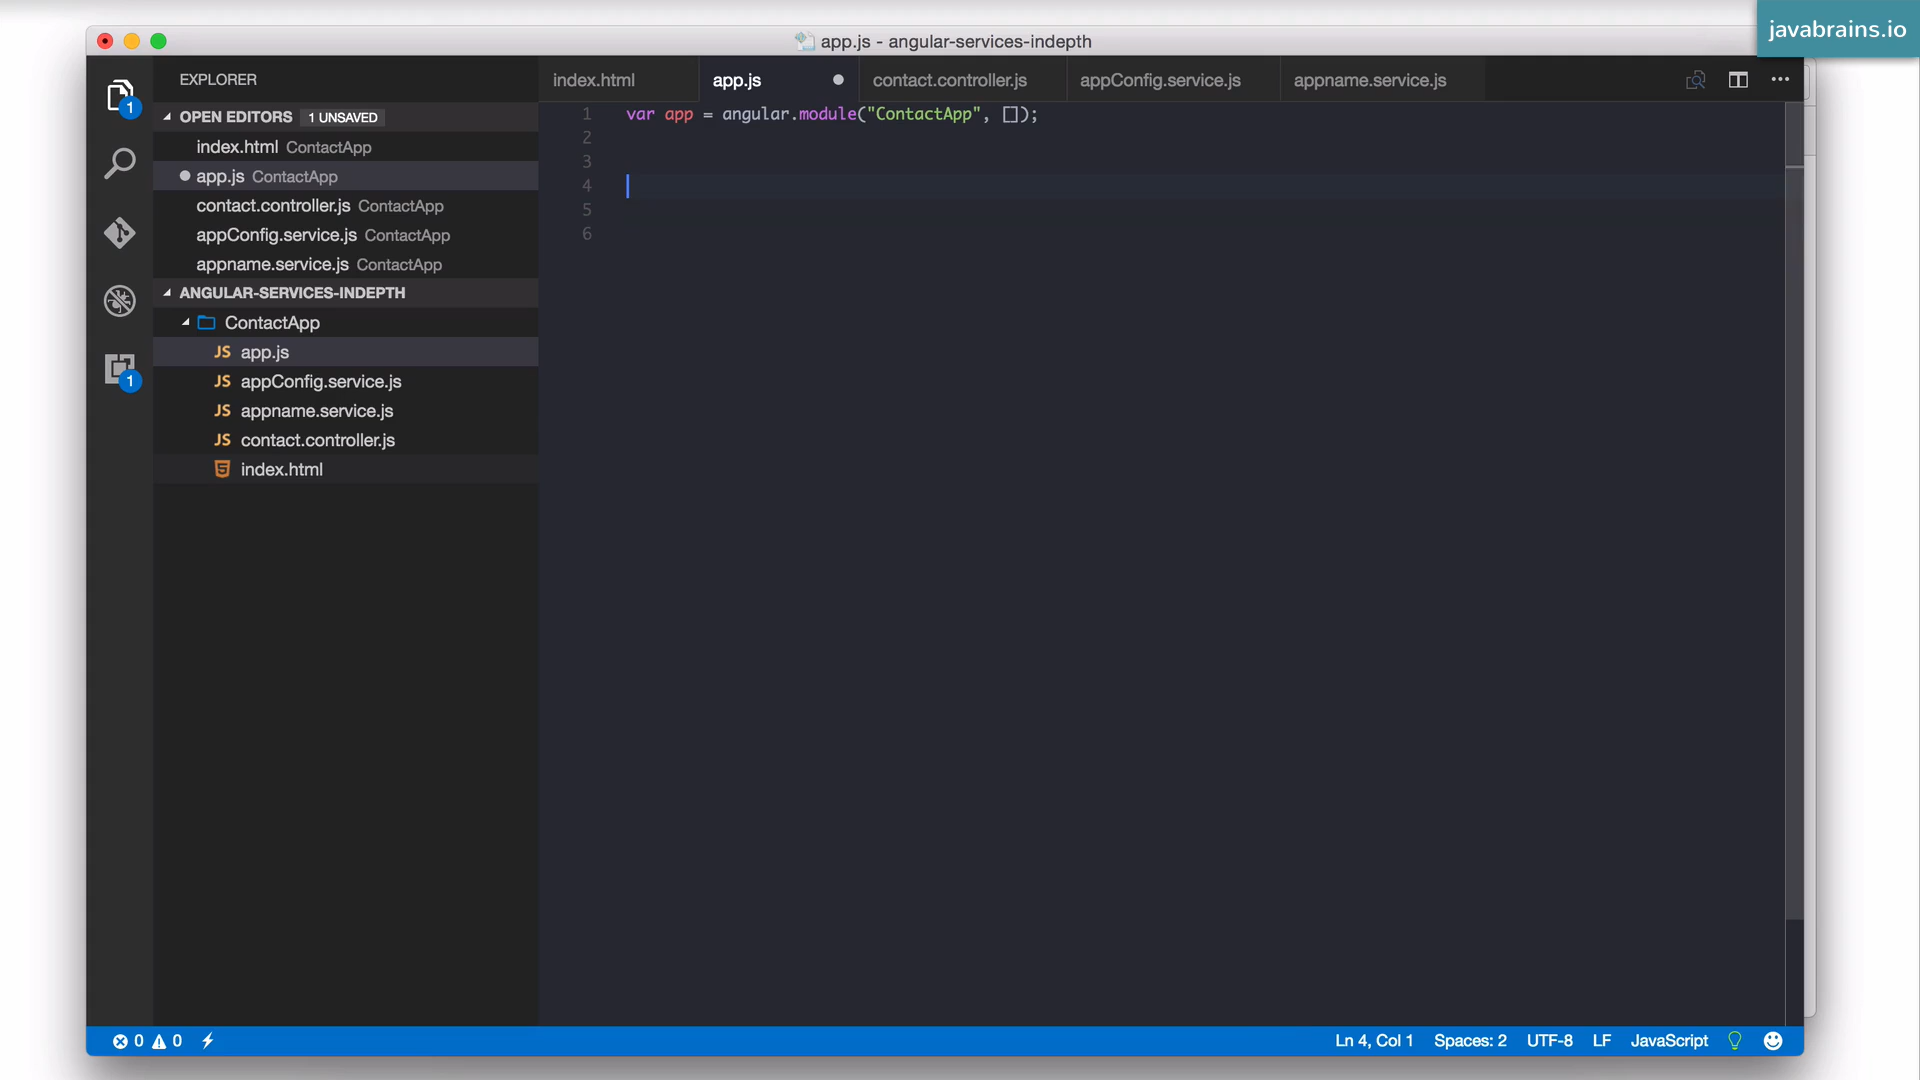 javabrains.io
app.js - angular-services-indepth
EXPLORER
index.html
app.js
contact.controller.js
appConfig.service.js
appname.service.js
1
OPEN EDITORS 1 UNSAVED
index.html ContactApp
app.js ContactApp
contact.controller.js ContactApp
appConfig.service.js ContactApp
appname.service.js ContactApp
ANGULAR-SERVICES-INDEPTH
ContactApp
JS app.js
1
JS appConfig.service.js
JS appname.service.js
JS contact.controller.js
5 index.html
1 var app = angular.module("ContactApp", []);
2
3
4
5
6
0 0 Ln 4, Col 1 Spaces: 2 UTF-8 LF JavaScript